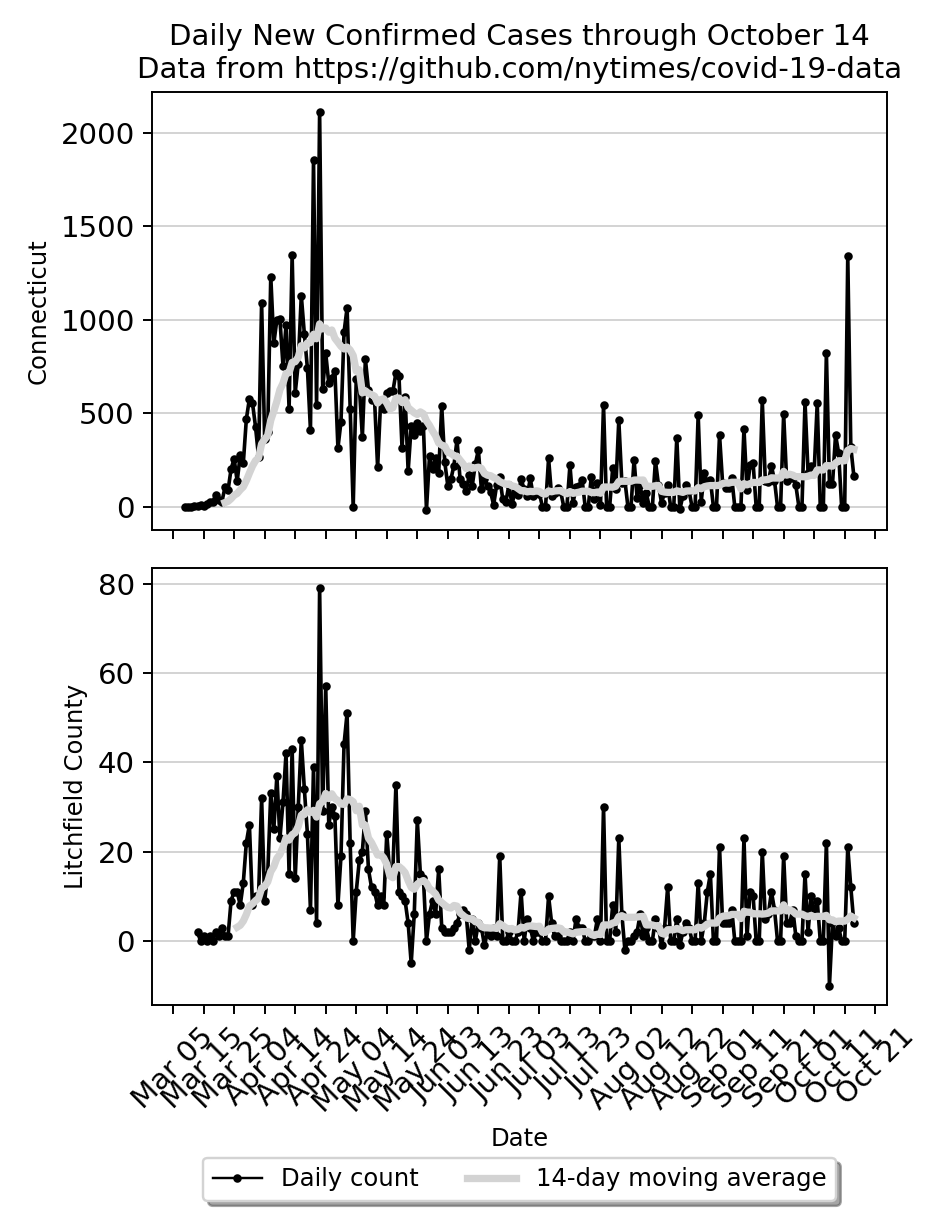 Daily New Confirmed Cases through October 14
Data from https://github.com/nytimes/covid-19-data
2000
1500
1000
500
0
Connecticut
80
60
40
20
0
Litchfield County
Mar 05
Mar 15
Mar 25
Apr 04
Apr 14
Apr 24
May 04
May 14
May 24
Jun 03
Jun 13
Jun 23
Jul 03
Jul 13
Jul 23
Aug 02
Aug 12
Aug 22
Sep 01
Sep 11
Sep 21
Oct 01
Oct 11
Oct 21
Date
Daily count
14-day moving average